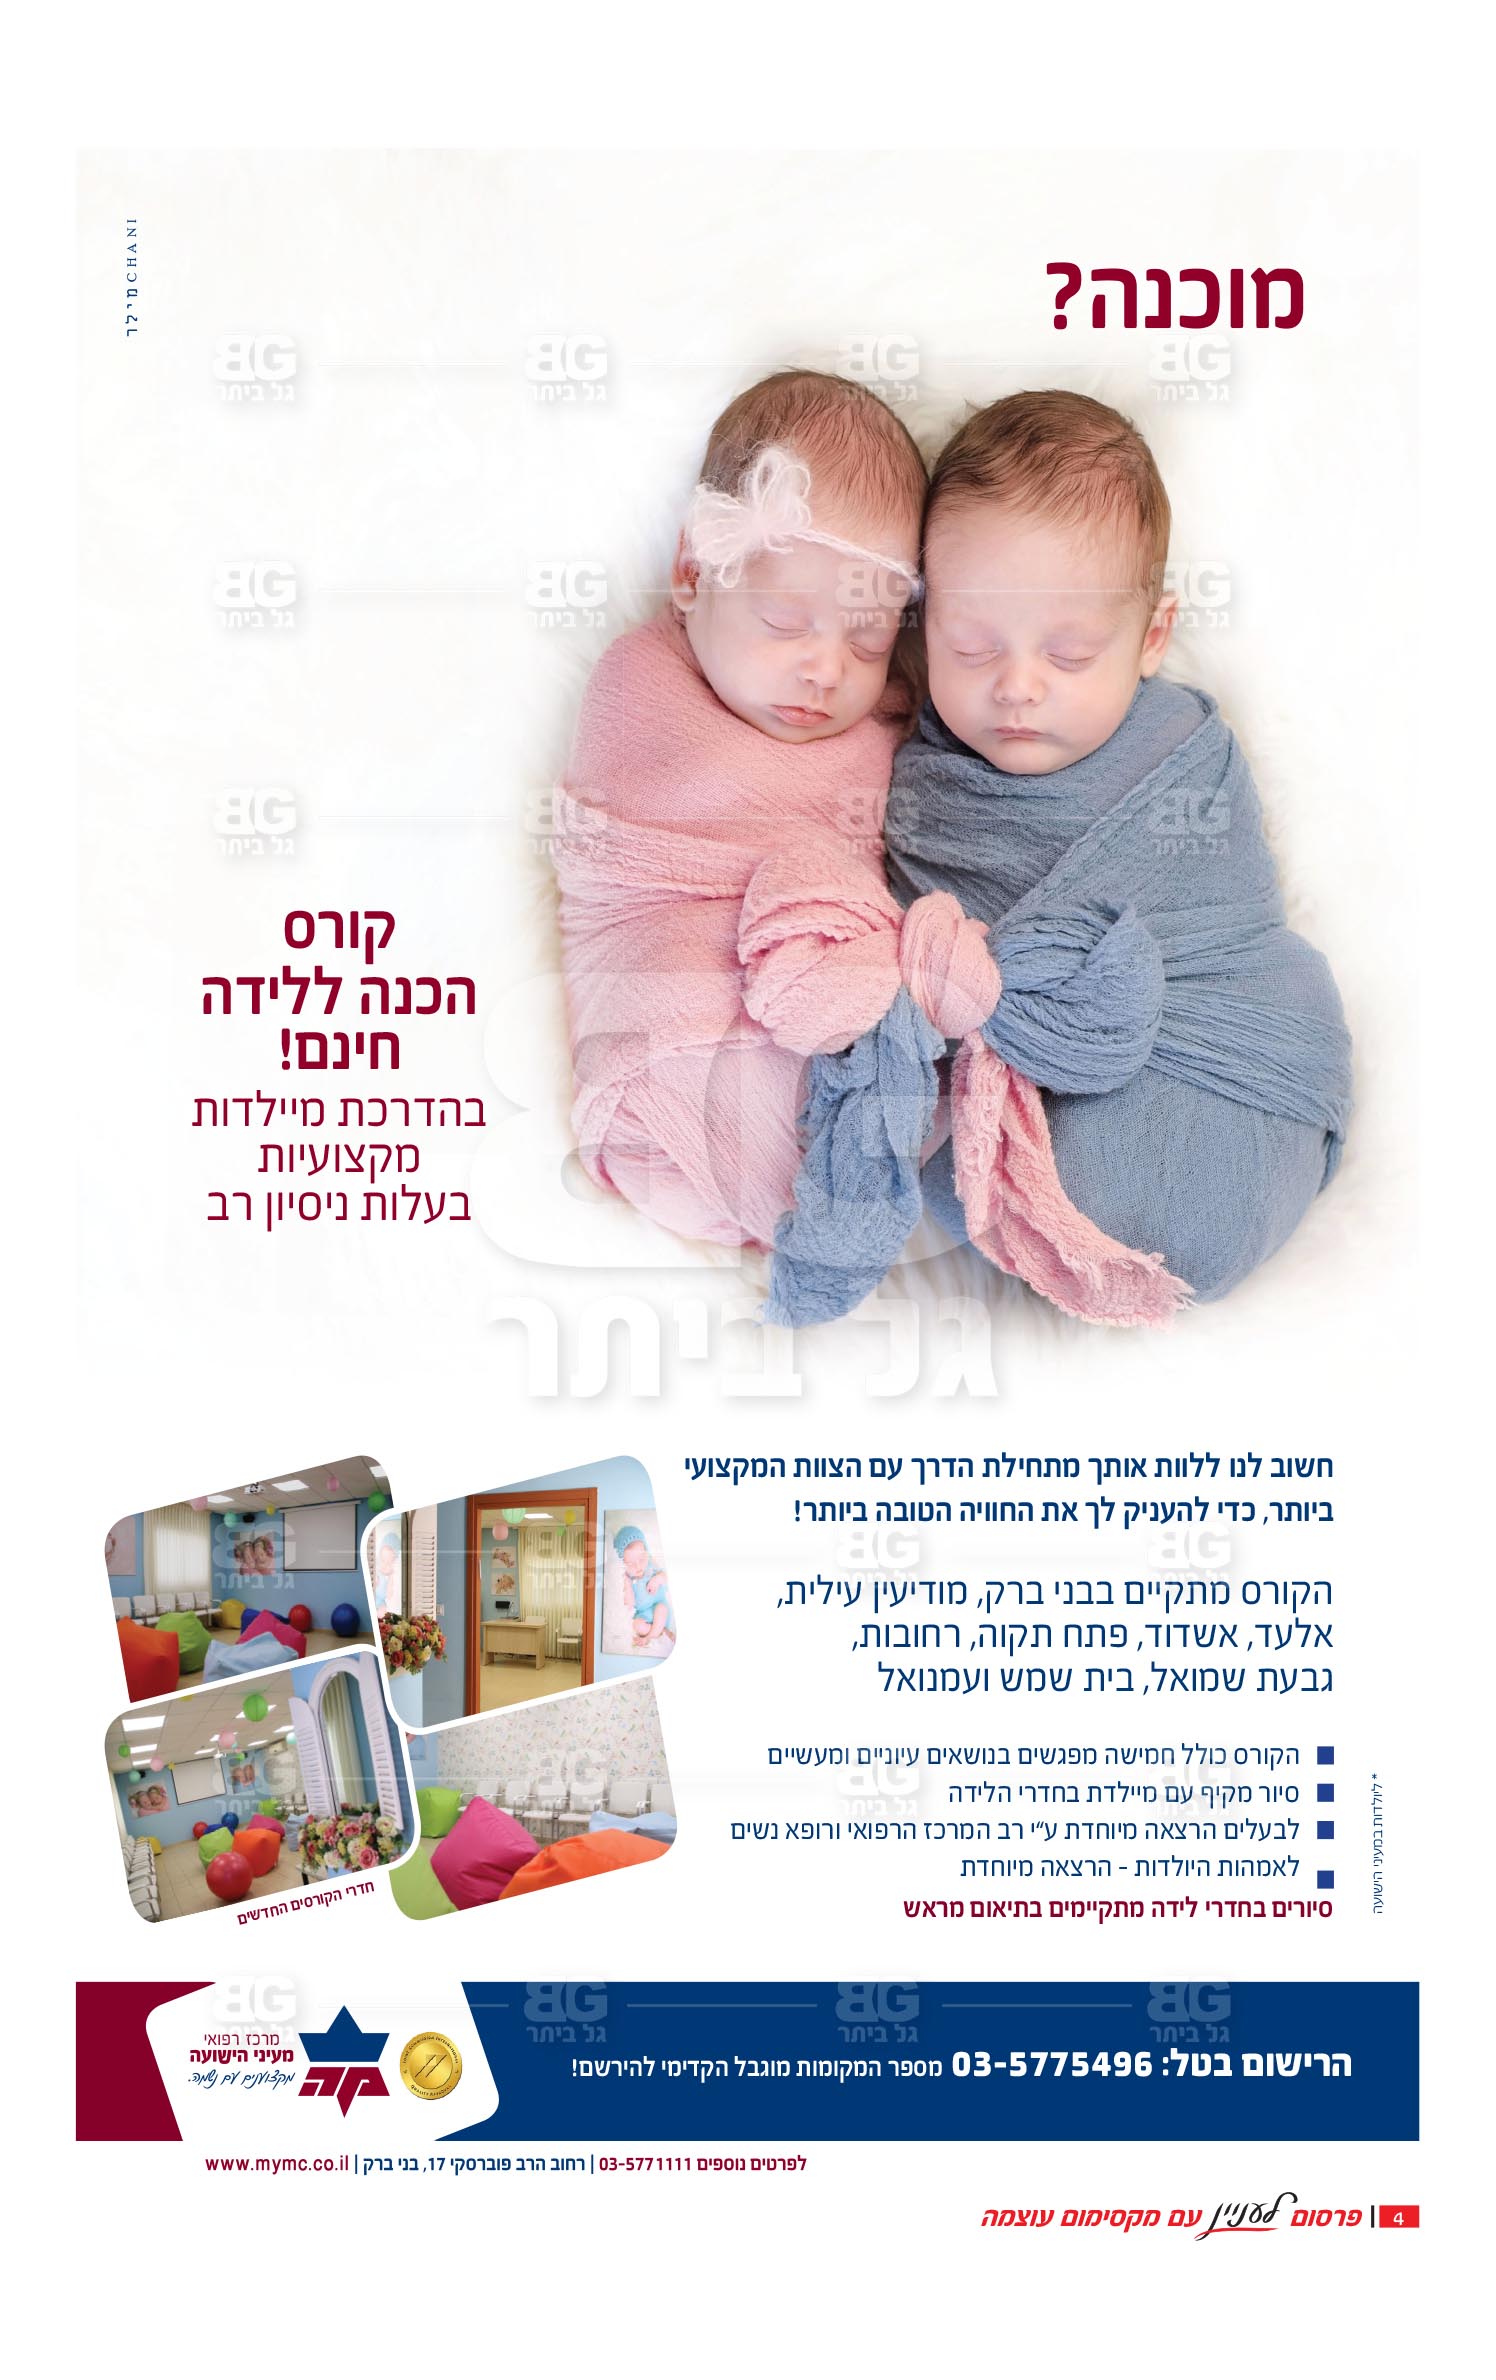 CHANI מילר
מוכנה?
קורס
הכנה ללידה
חינם!
בהדרכת מיילדות
מקצועיות
בעלות ניסיון רב
חשוב לנו ללוות אותך מתחילת הדרך עם הצוות המקצועי
ביותר, כדי להעניק לך את החוויה הטובה ביותר!
הקורס מתקיים בבני ברק, מודיעין עילית,
אלעד, אשדוד, פתח תקוה, רחובות,
גבעת שמואל, בית שמש ועמנואל
הקורס כולל חמישה מפגשים בנושאים עיוניים ומעשיים
סיור מקיף עם מיילדת בחדרי הלידה
לבעלים הרצאה מיוחדת ע"י רב המרכז הרפואי ורופא נשים
לאמהות היולדות - הרצאה מיוחדת
סיורים בחדרי לידה מתקיימים בתיאום מראש
* ליולדות במעיני הישועה
חדרי הקורסים החדשים
הרישום בטל: 03-5775496 מספר המקומות מוגבל הקדימי להירשם!
מרכז רפואי
מעיני הישועה
מקצוענים עם נשמה.
לפרטים נוספים 03-5771111 | רחוב הרב פוברסקי 17, בני ברק | www.mymc.co.il
4 | פרסום לעניין עם מקסימום עוצמה
BG
גל ביתר